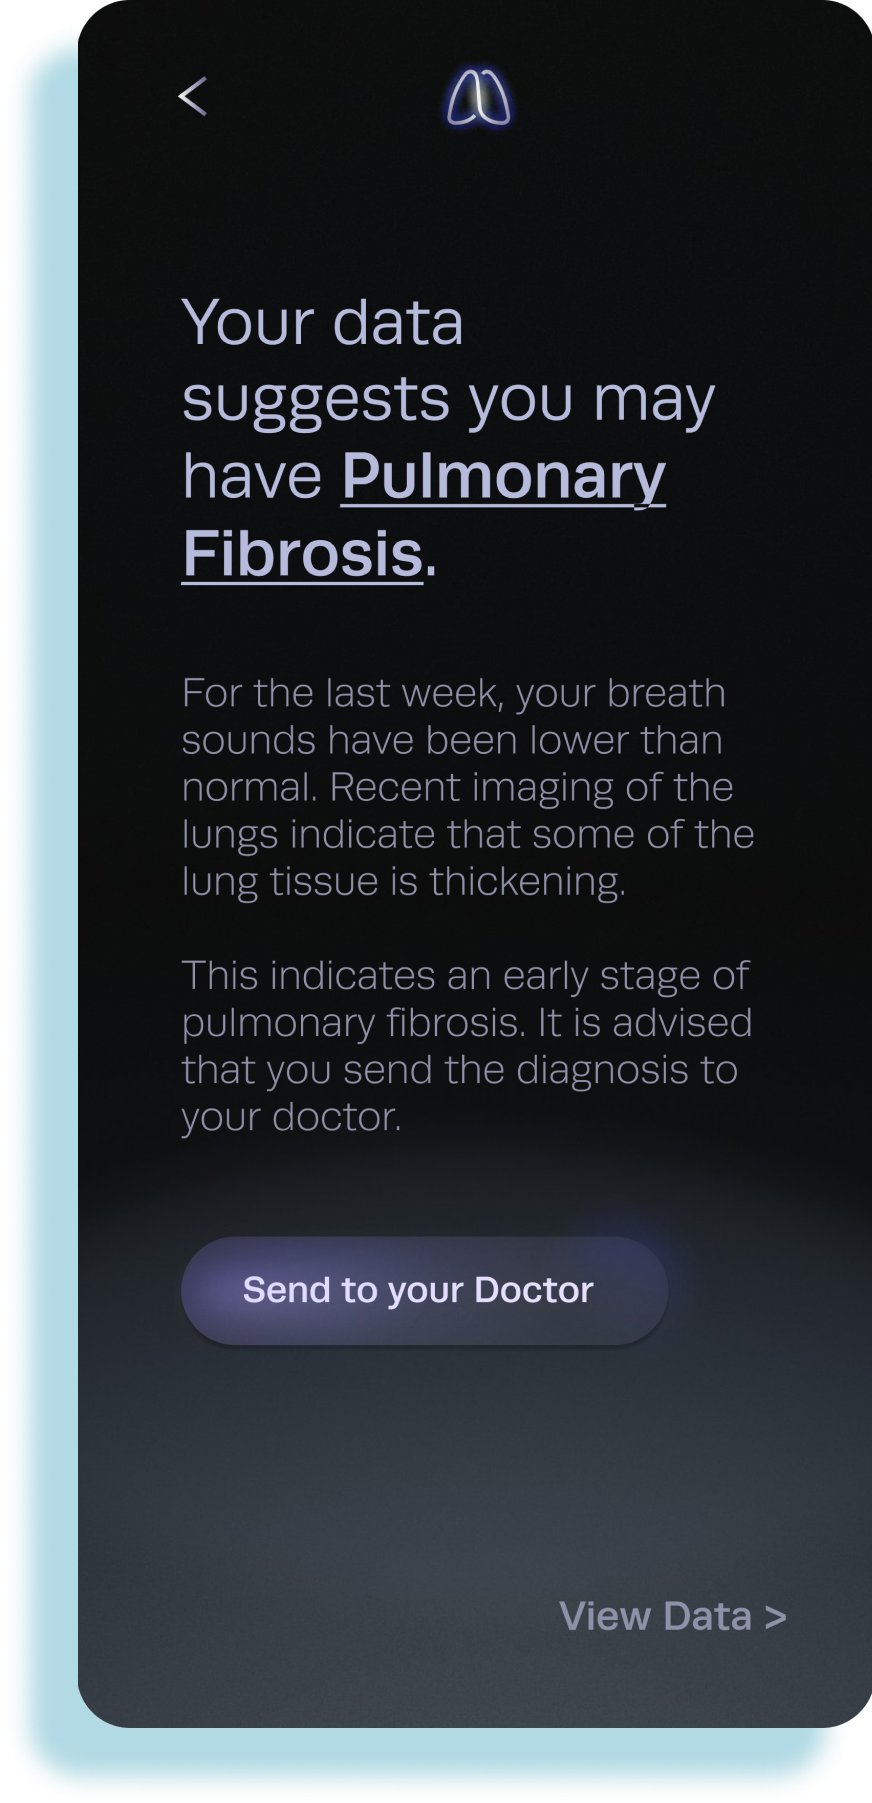 Your data
suggests you may
have Pulmonary
Fibrosis.
For the last week, your breath
sounds have been lower than
normal. Recent imaging of the
lungs indicate that some of the
lung tissue is thickening.
This indicates an early stage of
pulmonary fibrosis. It is advised
that you send the diagnosis to
your doctor.
Send to your Doctor
View Data >